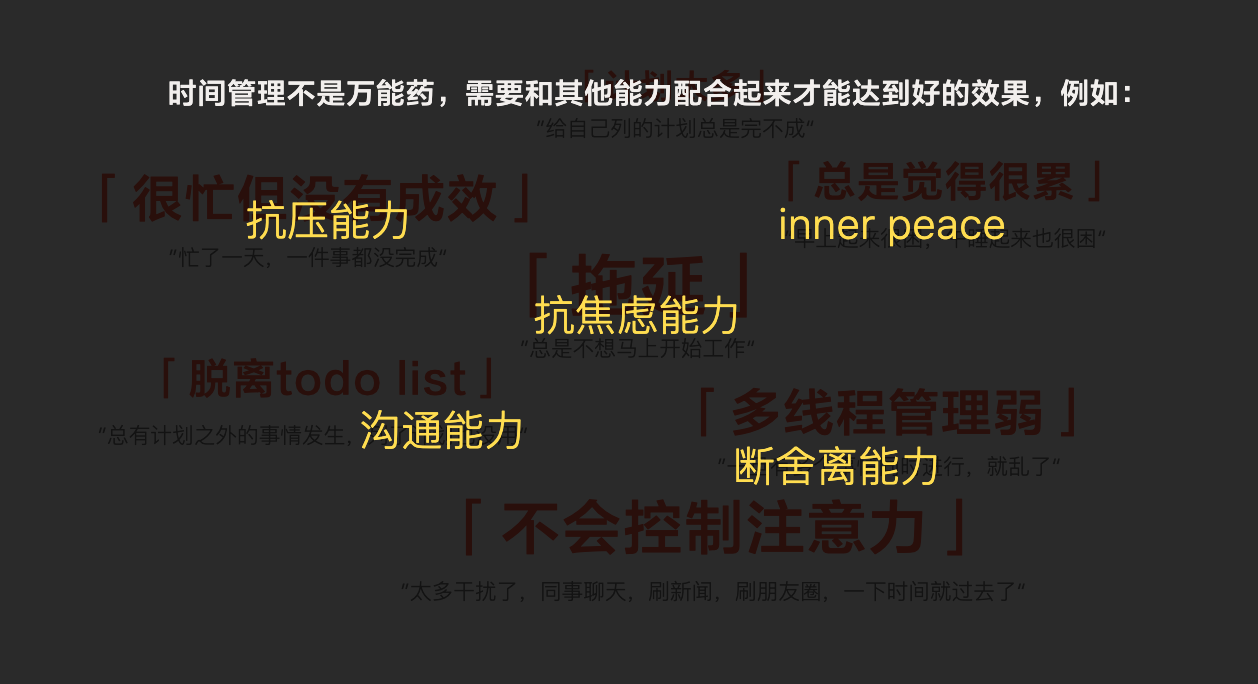 「计划太多」
时间管理不是万能药，需要和其他能力配合起来才能达到好的效果，例如：
“给自己列的计划总是完不成“
「很忙但没有成效」
「总是觉得很累」
抗压能力
inner peace
“早上起来很困，午睡起来也很困“
“忙了一天，一件事都没完成“
「拖延」
抗焦虑能力
“总是不想马上开始工作“
「脱离todo list」
「多线程管理弱」
“总有计划之外的事情发生，
沟通能力
断舍离能力
进行，就乱了“
「不会控制注意力」
“太多干扰了，同事聊天，刷新闻，刷朋友圈，一下时间就过去了“